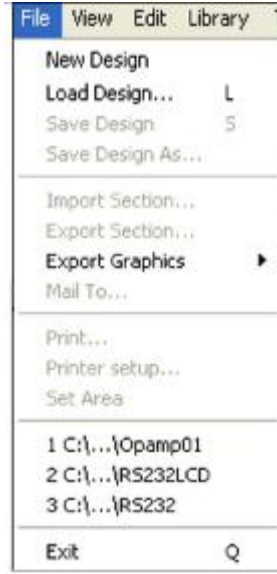 File View Edit Library
New Design
Load Design... L
Save Design S
Save Design As...
Import Section...
Export Section...
Export Graphics
Mail To...
Print...
Printer setup...
Set Area
1 C:\...\Opamp01
2 C:\...\RS232LCD
3 C:\...\RS232
Exit Q